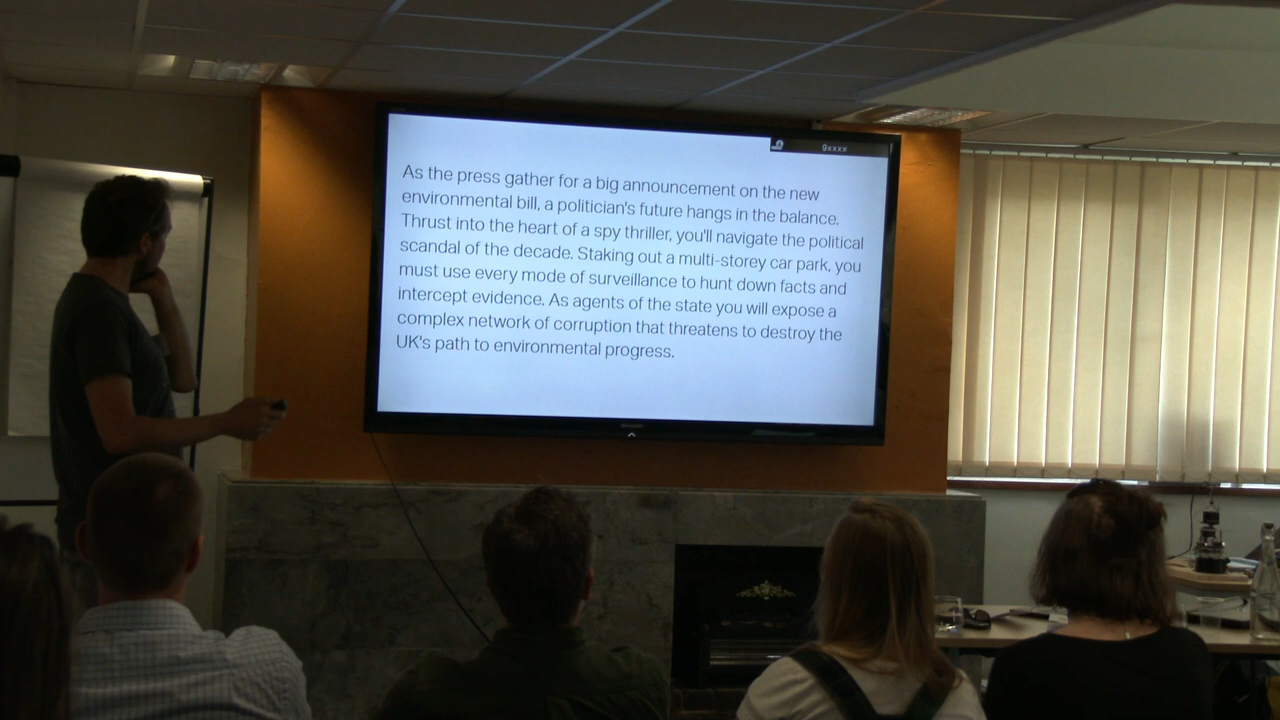 9xxxx
As the press gather for a big announcement on the new
environmental bill, a politician's future hangs in the balance.
Thrust into the heart of a spy thriller, you'll navigate the political
scandal of the decade. Staking out a multi-storey car park, you
must use every mode of surveillance to hunt down facts and
intercept evidence. As agents of the state you will expose a
complex network of corruption that threatens to destroy the
UK's path to environmental progress.
SHARP